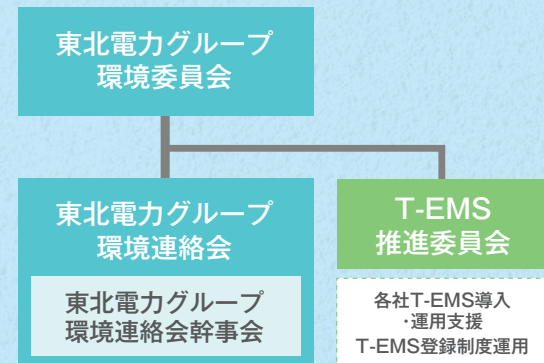 東北電力グループ
環境委員会
東北電力グループ
環境連絡会
東北電力グループ
環境連絡会幹事会
T-EMS
推進委員会
各社T-EMS導入
・運用支援
T-EMS登録制度運用